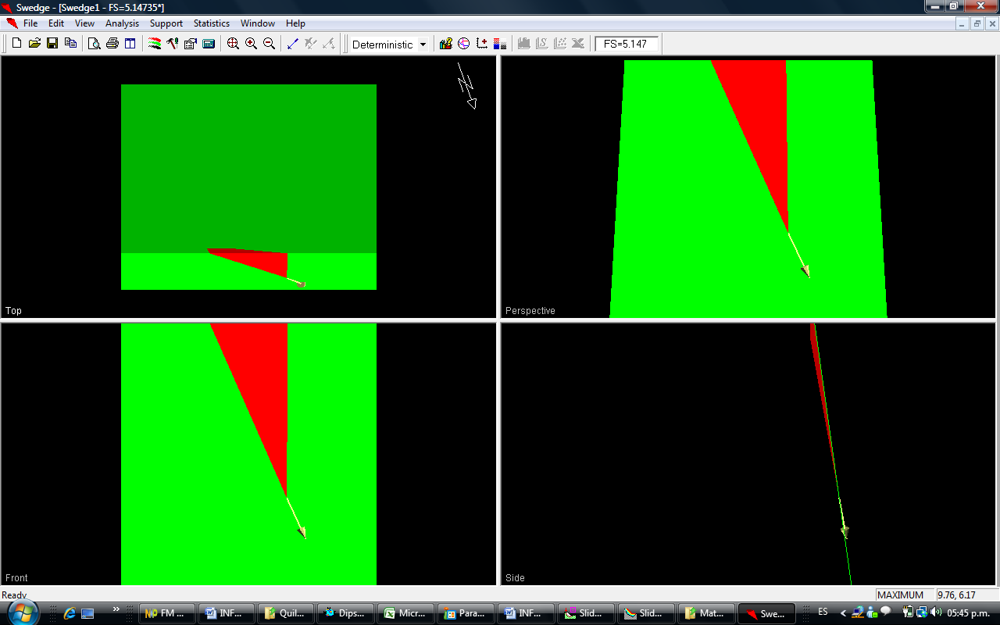 Swedge - [Swedge1 - FS=5.14735*]
File Edit View Analysis Support Statistics Window Help
Deterministic FS=5.147
Top
Perspective
Front
Side
Ready MAXIMUM 9.76, 6.17
FM ... INF... Quil... Dips... Micr... Para... INF... Slid... Slid... Mat... Swe... ES 05:45 p.m.